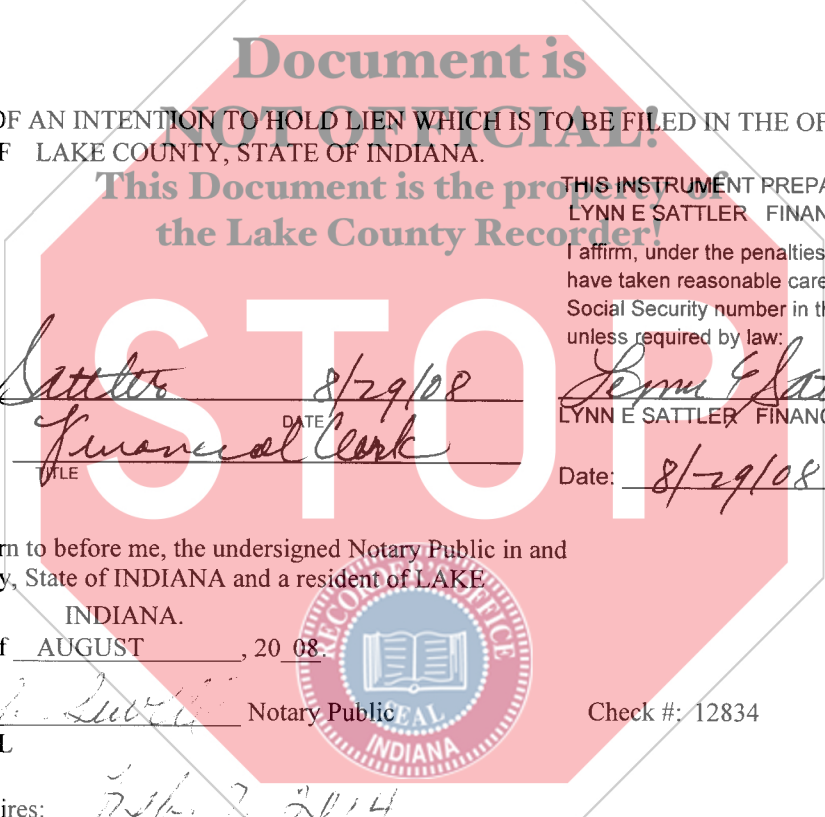 Document is
NOT OFFICIAL!
OF AN INTENTION TO HOLD LIEN WHICH IS TO BE FILED IN THE OF
F LAKE COUNTY, STATE OF INDIANA.
This Document is the property of
the Lake County Recorder!
THIS INSTRUMENT PREPA
LYNN E SATTLER FINAN
I affirm, under the penalties
have taken reasonable care
Social Security number in th
unless required by law:
STOP
Sattler 8/29/08
DATE
Financial Clerk
TITLE
Lynn E Sat
LYNN E SATTLER FINANC
Date: 8/29/08
rn to before me, the undersigned Notary Public in and
y, State of INDIANA and a resident of LAKE
INDIANA.
f AUGUST , 20 08.
Notary Public
Check #: 12834
L
ires: 2014
RECORDER'S OFFICE
SEAL
INDIANA